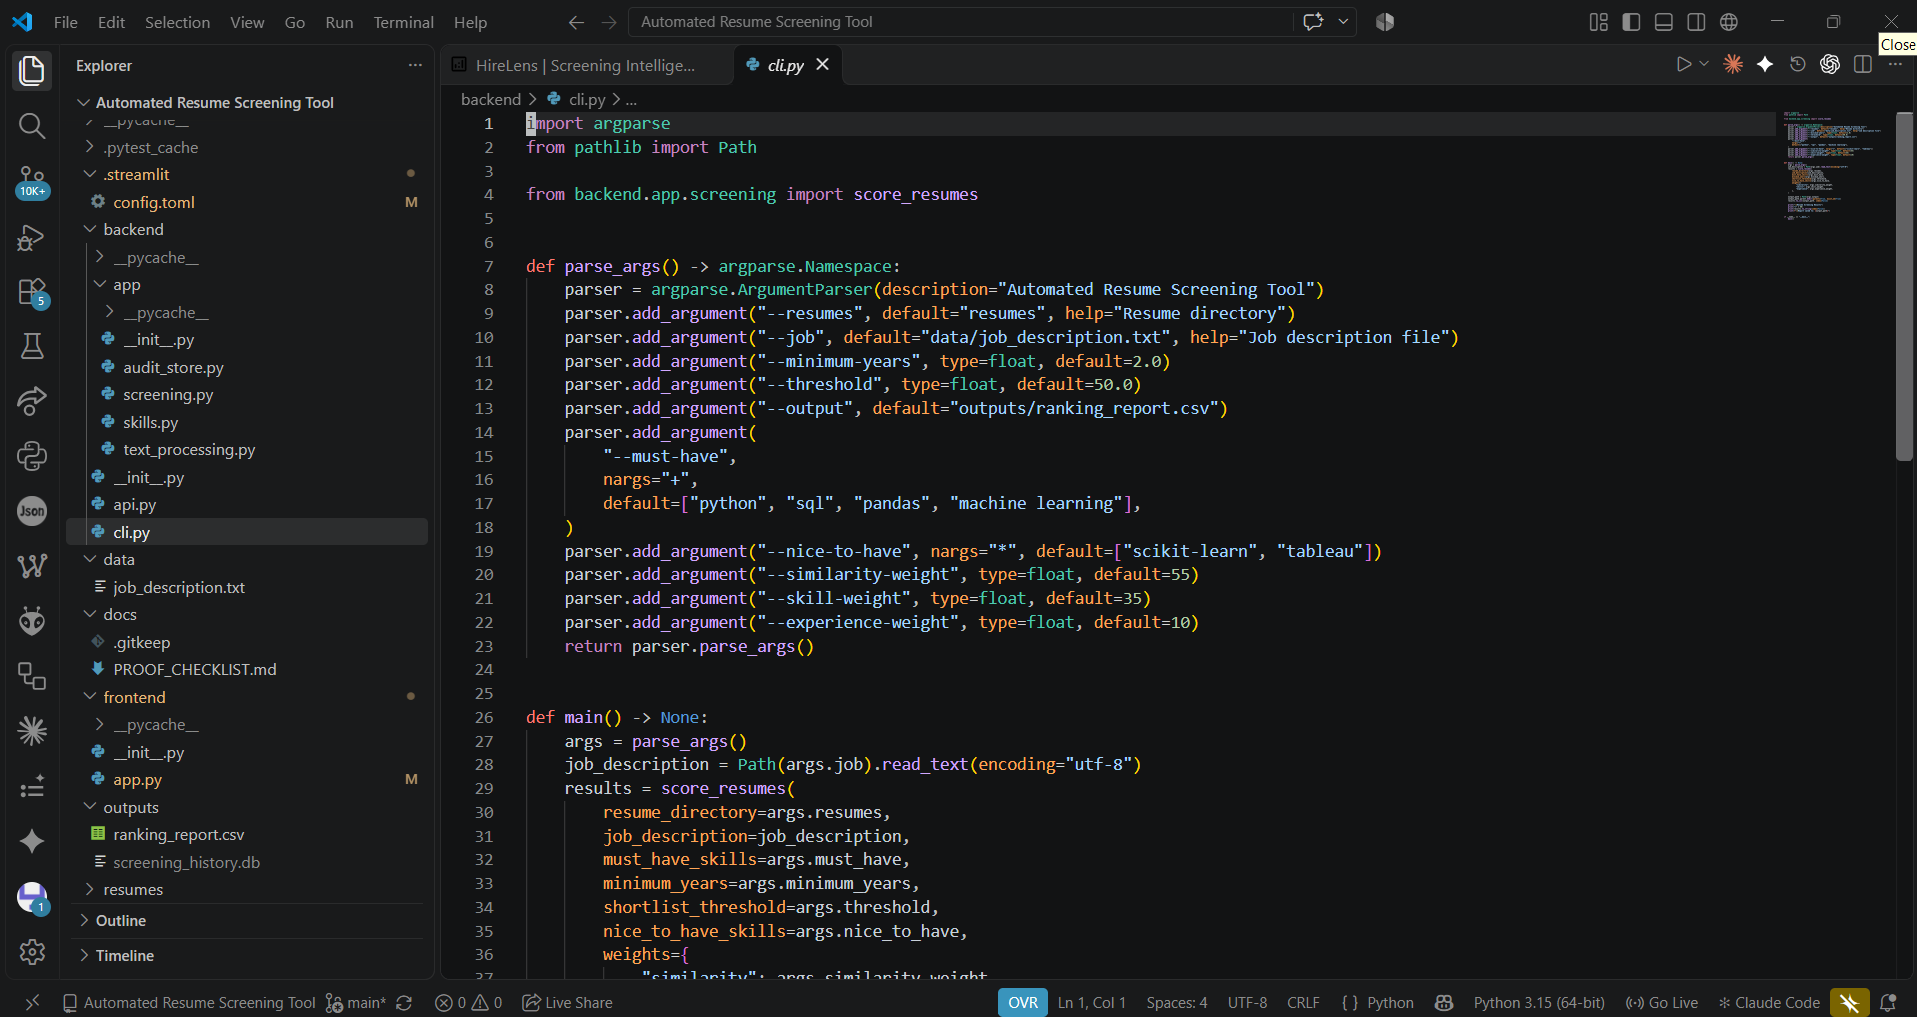 File Edit Selection View Go Run Terminal Help
Automated Resume Screening Tool
Close
Explorer
Automated Resume Screening Tool
__pycache__
.pytest_cache
.streamlit
config.toml M
backend
__pycache__
app
__pycache__
__init__.py
audit_store.py
screening.py
skills.py
text_processing.py
__init__.py
api.py
cli.py
data
job_description.txt
docs
.gitkeep
PROOF_CHECKLIST.md
frontend
__pycache__
__init__.py
app.py M
outputs
ranking_report.csv
screening_history.db
resumes
Outline
Timeline
10K+
5
Json
1
HireLens | Screening Intellige...
cli.py
backend > cli.py > ...
1 import argparse
2 from pathlib import Path
3
4 from backend.app.screening import score_resumes
5
6
7 def parse_args() -> argparse.Namespace:
8 parser = argparse.ArgumentParser(description="Automated Resume Screening Tool")
9 parser.add_argument("--resumes", default="resumes", help="Resume directory")
10 parser.add_argument("--job", default="data/job_description.txt", help="Job description file")
11 parser.add_argument("--minimum-years", type=float, default=2.0)
12 parser.add_argument("--threshold", type=float, default=50.0)
13 parser.add_argument("--output", default="outputs/ranking_report.csv")
14 parser.add_argument(
15 "--must-have",
16 nargs="+",
17 default=["python", "sql", "pandas", "machine learning"],
18 )
19 parser.add_argument("--nice-to-have", nargs="*", default=["scikit-learn", "tableau"])
20 parser.add_argument("--similarity-weight", type=float, default=55)
21 parser.add_argument("--skill-weight", type=float, default=35)
22 parser.add_argument("--experience-weight", type=float, default=10)
23 return parser.parse_args()
24
25
26 def main() -> None:
27 args = parse_args()
28 job_description = Path(args.job).read_text(encoding="utf-8")
29 results = score_resumes(
30 resume_directory=args.resumes,
31 job_description=job_description,
32 must_have_skills=args.must_have,
33 minimum_years=args.minimum_years,
34 shortlist_threshold=args.threshold,
35 nice_to_have_skills=args.nice_to_have,
36 weights={
37 "similarity": args.similarity_weight
Automated Resume Screening Tool main* 0 0 Live Share OVR Ln 1, Col 1 Spaces: 4 UTF-8 CRLF { } Python Python 3.15 (64-bit) Go Live Claude Code